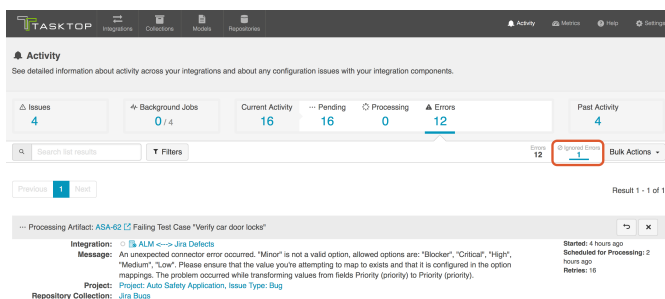 TASKTOP
Integrations
Collections
Models
Repositories
Activity
Metrics
Help
Settings
Activity
See detailed information about activity across your integrations and about any configuration issues with your integration components.
Issues
4
Background Jobs
0 / 4
Current Activity
16
Pending
16
Processing
0
Errors
12
Past Activity
4
Search list results
Filters
Errors
12
Ignored Errors
1
Bulk Actions
Previous 1 Next
Result 1 - 1 of 1
Processing Artifact: ASA-62 Failing Test Case "Verify car door locks"
Integration: ALM <---> Jira Defects
Message: An unexpected connector error occurred. "Minor" is not a valid option, allowed options are: "Blocker", "Critical", "High",
"Medium", "Low". Please ensure that the value you're attempting to map to exists and that it is configured in the option
mappings. The problem occurred while transforming values from fields Priority (priority) to Priority (priority).
Project: Project: Auto Safety Application, Issue Type: Bug
Repository Collection: Jira Bugs
Started: 4 hours ago
Scheduled for Processing: 2
hours ago
Retries: 16